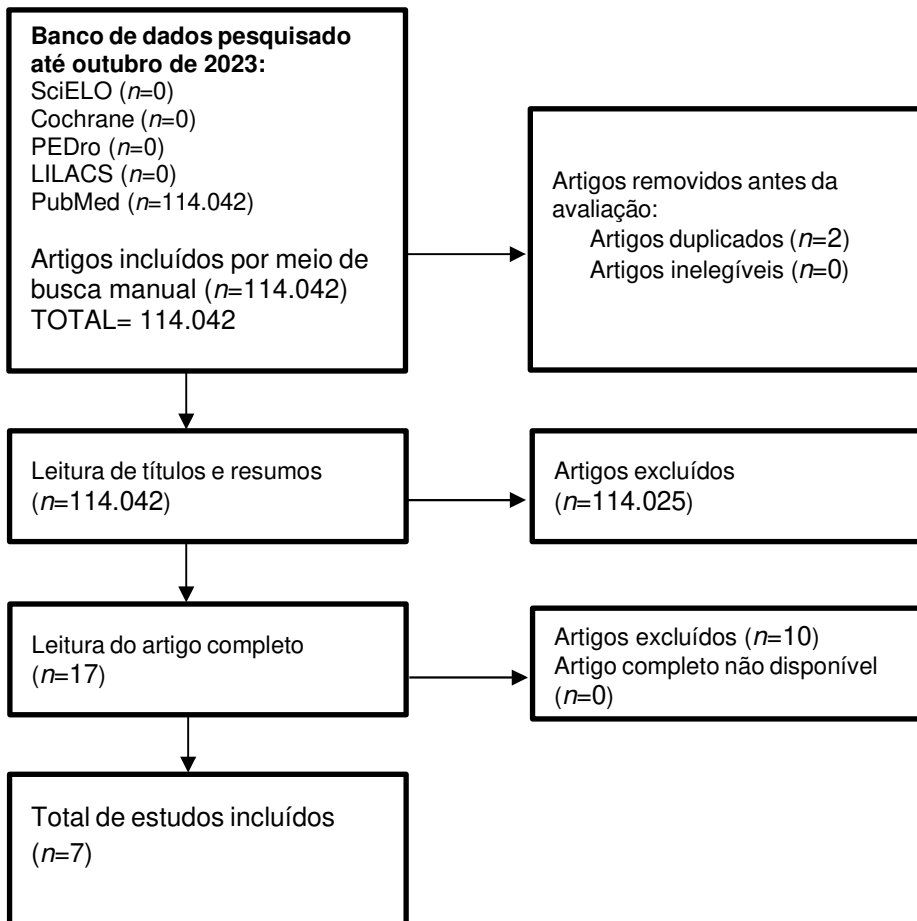 Banco de dados pesquisado
até outubro de 2023:
SciELO (n=0)
Cochrane (n=0)
PEDro (n=0)
LILACS (n=0)
PubMed (n=114.042)
Artigos incluídos por meio de
busca manual (n=114.042)
TOTAL= 114.042
Artigos removidos antes da
avaliação:
Artigos duplicados (n=2)
Artigos inelegíveis (n=0)
Leitura de títulos e resumos
(n=114.042)
Artigos excluídos
(n=114.025)
Leitura do artigo completo
(n=17)
Artigos excluídos (n=10)
Artigo completo não disponível
(n=0)
Total de estudos incluídos
(n=7)